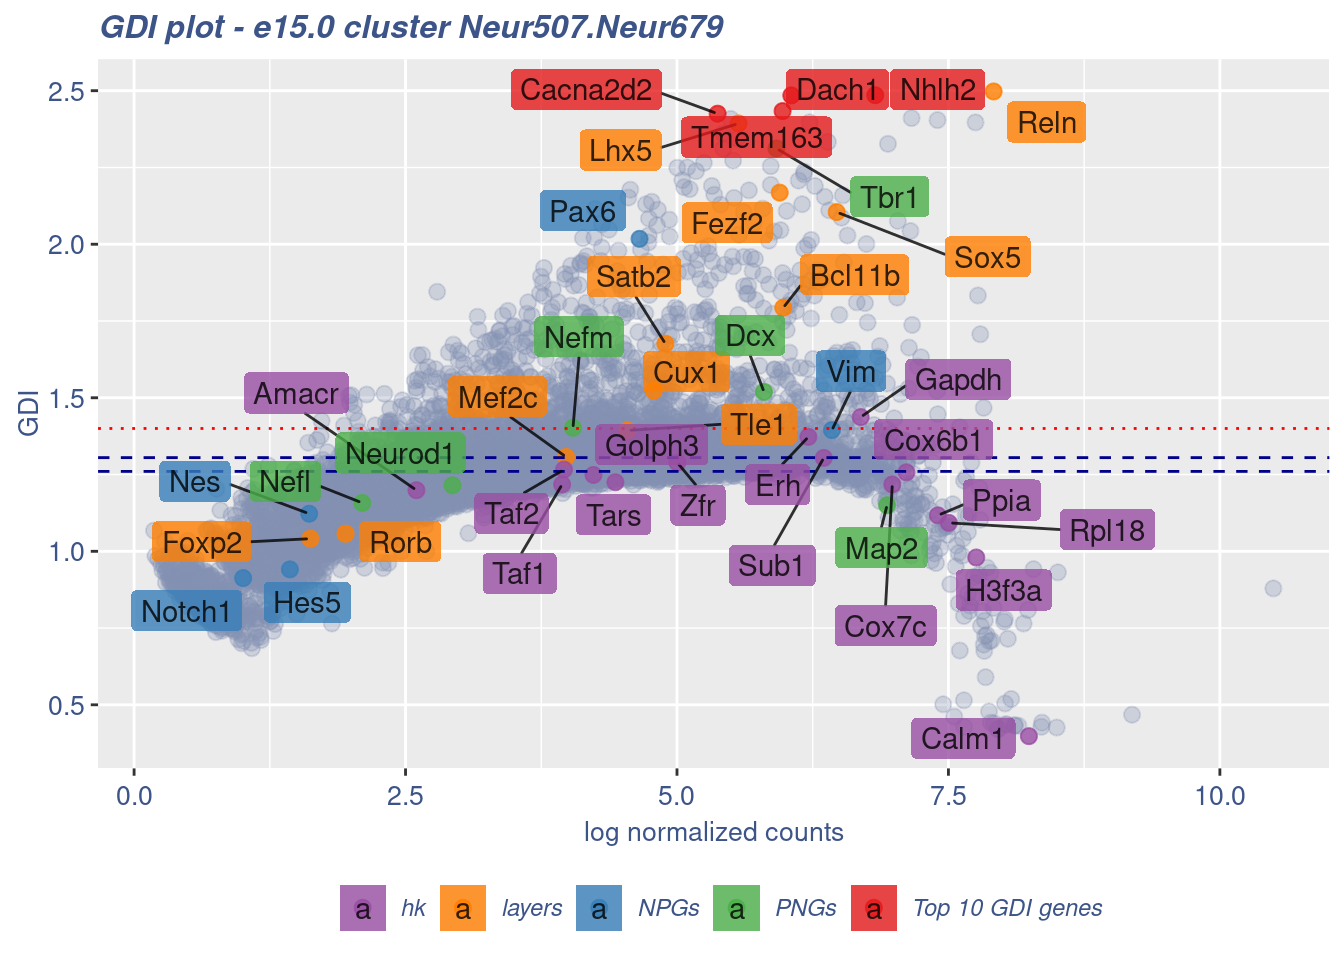 GDI plot - e15.0 cluster Neur507.Neur679
2.5
2.0
1.5
1.0
0.5
GDI
Cacna2d2
Dach1
Nhlh2
Reln
Lhx5
Tmem163
Tbr1
Pax6
Fezf2
Sox5
Satb2
Bcl11b
Nefm
Dcx
Cux1
Vim
Gapdh
Amacr
Mef2c
Tle1
Golph3
Cox6b1
Neurod1
Nes
Nefl
Erh
Zfr
Taf2
Tars
Ppia
Rpl18
Foxp2
Rorb
Map2
Sub1
Taf1
H3f3a
Notch1
Hes5
Cox7c
Calm1
0.0
2.5
5.0
7.5
10.0
log normalized counts
a hk
a layers
a NPGs
a PNGs
a Top 10 GDI genes